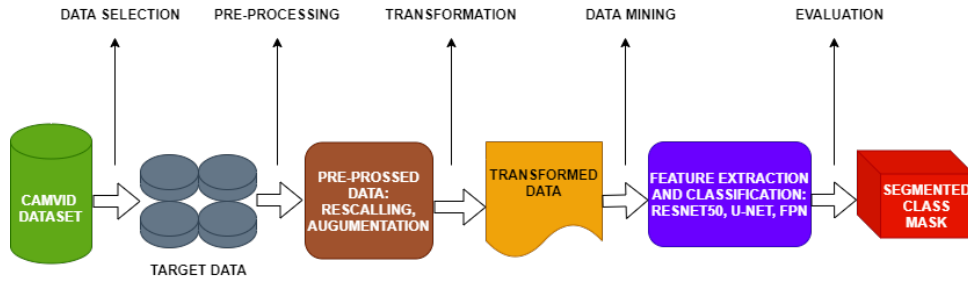 DATA SELECTION
PRE-PROCESSING
TRANSFORMATION
DATA MINING
EVALUATION
CAMVID
DATASET
TARGET DATA
PRE-PROSSED
DATA:
RESCALLING,
AUGUMENTATION
TRANSFORMED
DATA
FEATURE EXTRACTION
AND CLASSIFICATION:
RESNET50, U-NET, FPN
SEGMENTED
CLASS
MASK